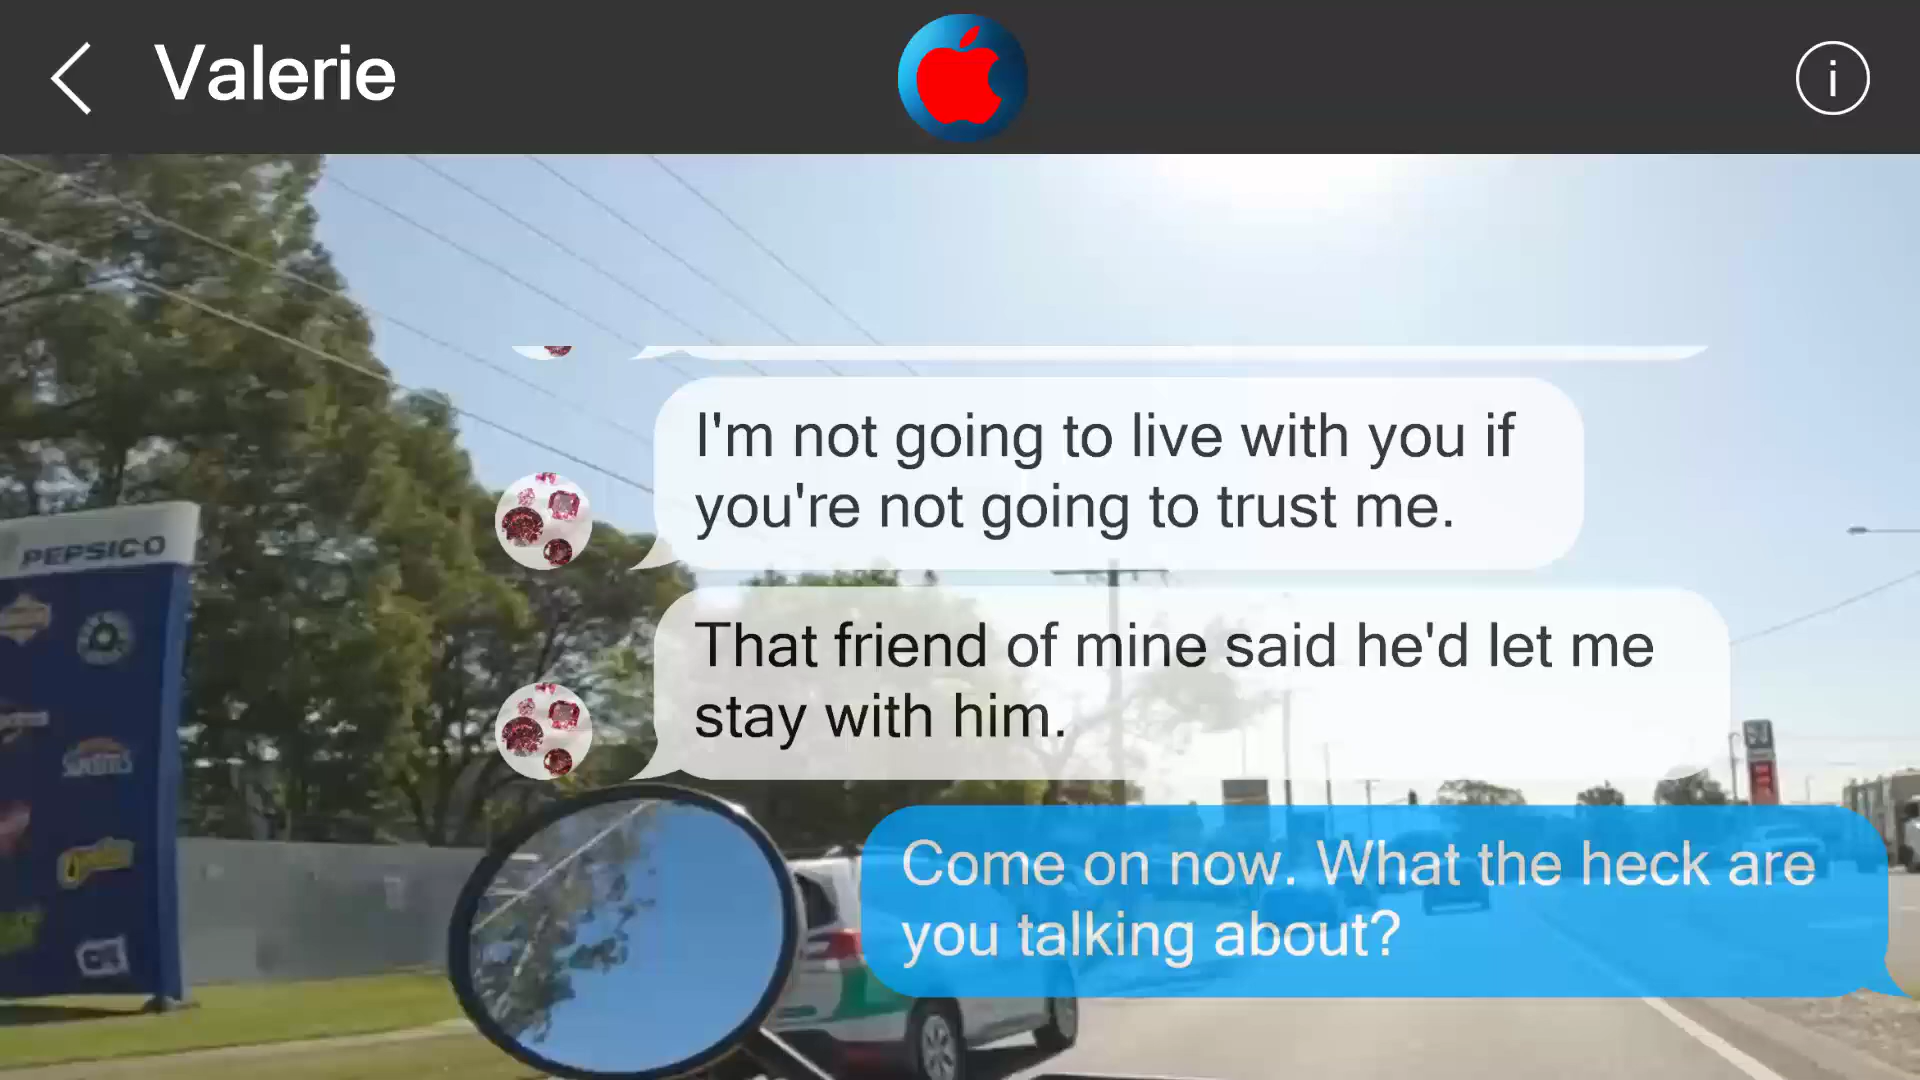 Valerie
i
I'm not going to live with you if
you're not going to trust me.
That friend of mine said he'd let me
stay with him.
PEPSICO
Come on now. What the heck are
you talking about?